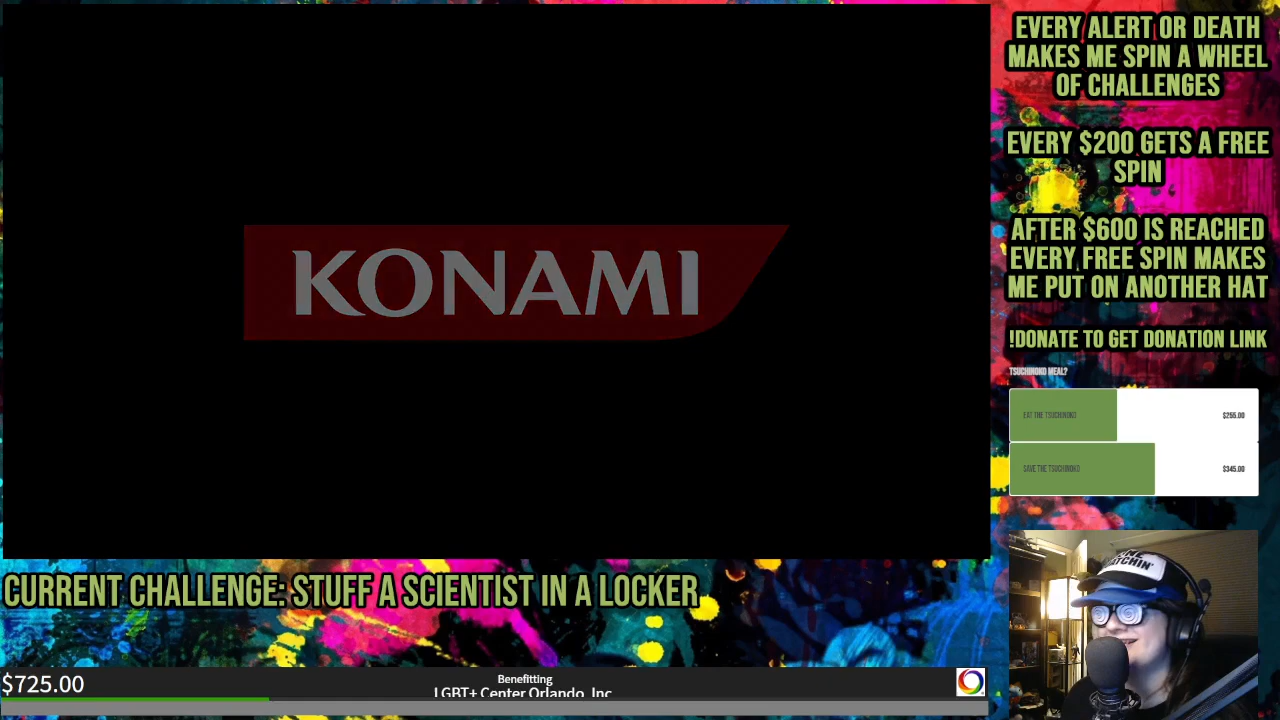 EVERY ALERT OR DEATH
MAKES ME SPIN A WHEEL
OF CHALLENGES
EVERY $200 GETS A FREE
SPIN
AFTER $600 IS REACHED
EVERY FREE SPIN MAKES
ME PUT ON ANOTHER HAT
!DONATE TO GET DONATION LINK
TSUCHINOKO MEAL?
EAT THE TSUCHINOKO
SAVE THE TSUCHINOKO
$345.00
KONAMI
CURRENT CHALLENGE: STUFF A SCIENTIST IN A LOCKER
$725.00
Benefitting
LGBT+ Center Orlando, Inc